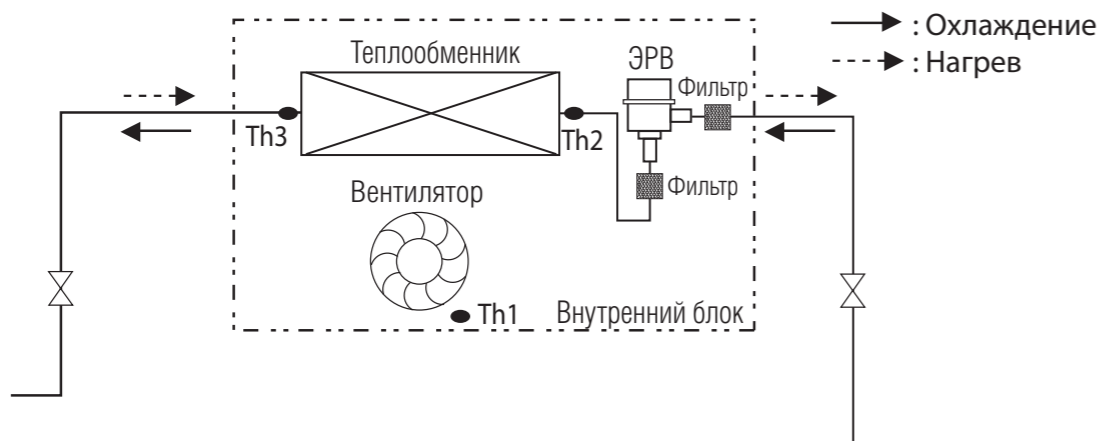 : Охлаждение
: Нагрев
Теплообменник
ЭРВ
Фильтр
Th3
Th2
Фильтр
Вентилятор
Th1
Внутренний блок